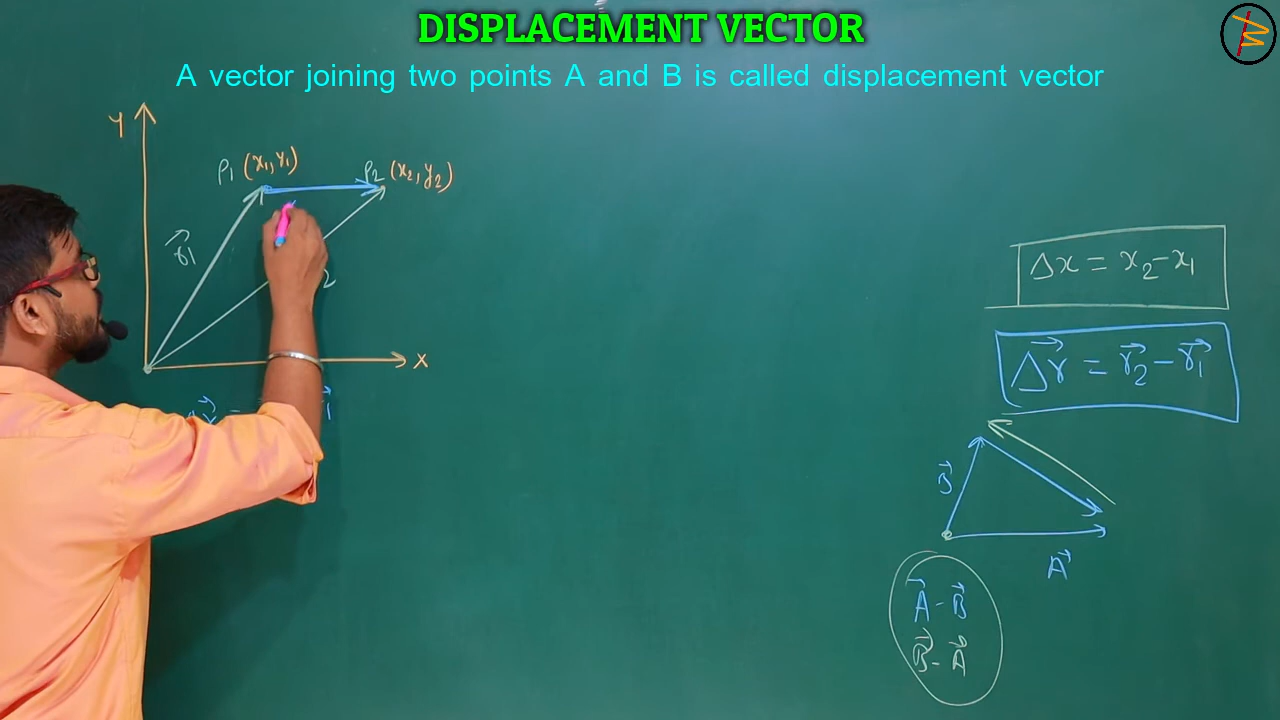 DISPLACEMENT VECTOR
A vector joining two points A and B is called displacement vector
Y
P1 (x₁, y₁)
P2 (x₂, y₂)
r⃗1
2
X
Δx = x₂ - x₁
Δr⃗ = r⃗₂ - r⃗₁
B⃗
A⃗
A⃗ - B⃗
B⃗ - A⃗